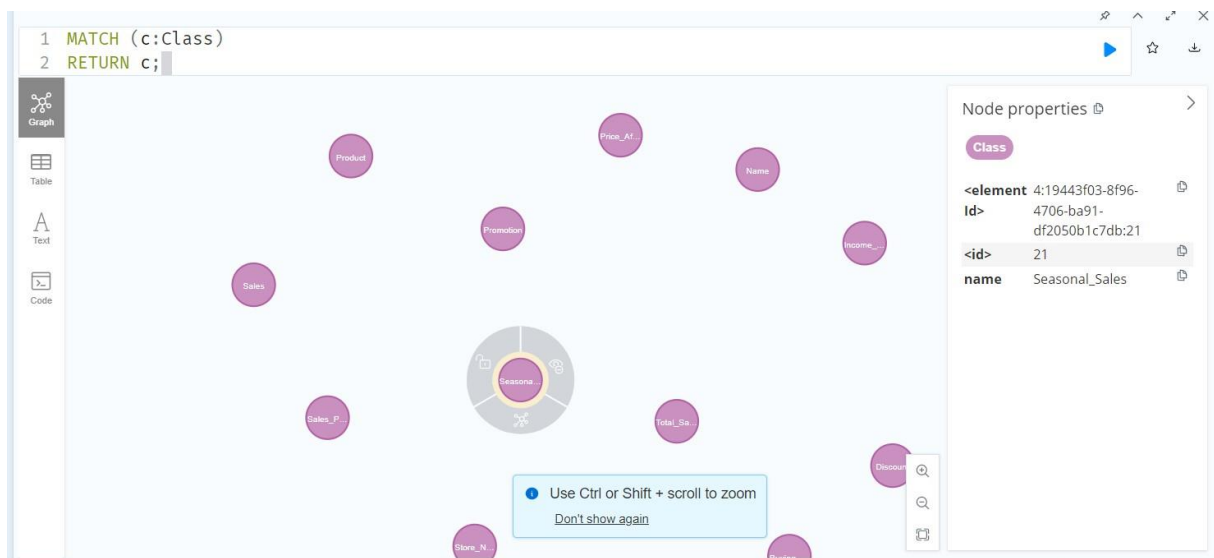 1 MATCH (c:Class)
2 RETURN c;
Graph
Table
Text
Code
Product
Price_Af...
Name
Promotion
Income_...
Sales
Seasona...
Sales_P...
Total_Sa...
Discoun
Store_N...
Use Ctrl or Shift + scroll to zoom
Don't show again
Node properties
Class
<element 4:19443f03-8f96-
Id> 4706-ba91-
df2050b1c7db:21
<id> 21
name Seasonal_Sales